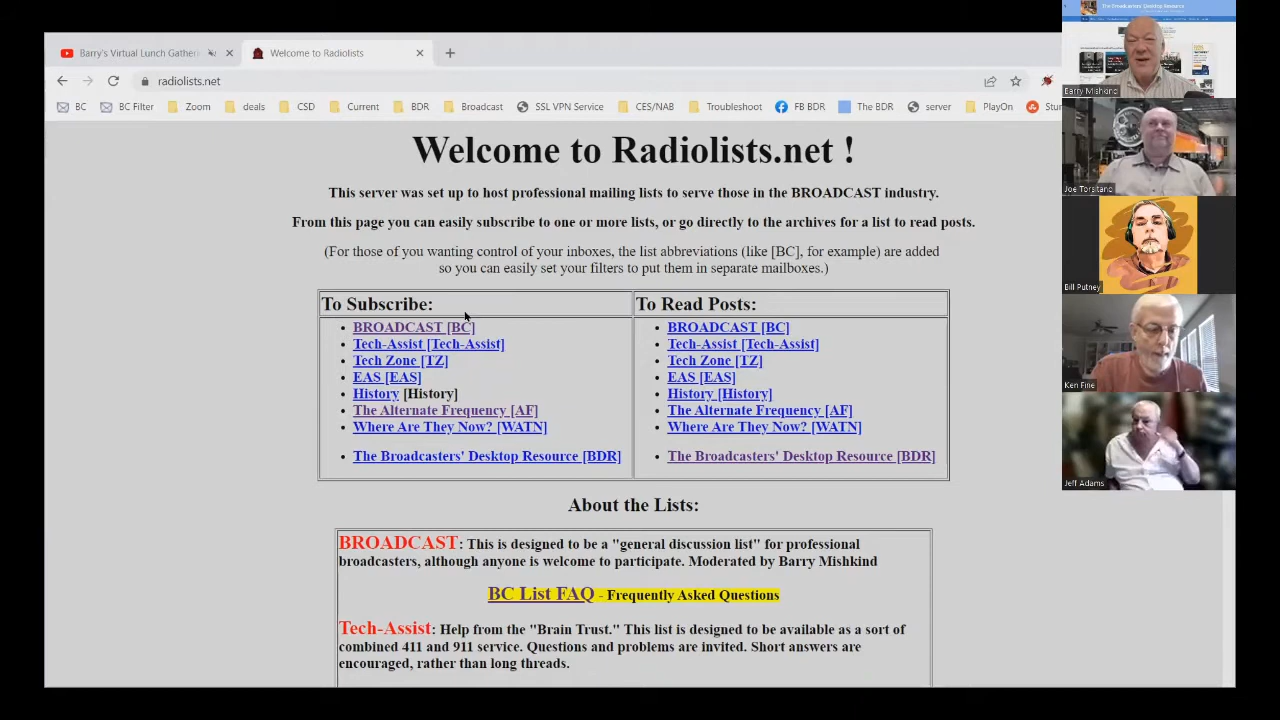 Barry's Virtual Lunch Gather
Welcome to Radiolists
radiolists.net
BC
BC Filter
Zoom
deals
CSD
Current
BDR
Broadcast
SSL VPN Service
CES/NAB
Troubleshoot
FB BDR
The BDR
server
PlayOn
Welcome to Radiolists.net !
This server was set up to host professional mailing lists to serve those in the BROADCAST industry.
From this page you can easily subscribe to one or more lists, or go directly to the archives for a list to read posts.
(For those of you wanting control of your inboxes, the list abbreviations (like [BC], for example) are added
so you can easily set your filters to put them in separate mailboxes.)
To Subscribe:
BROADCAST [BC]
Tech-Assist [Tech-Assist]
Tech Zone [TZ]
EAS [EAS]
History [History]
The Alternate Frequency [AF]
Where Are They Now? [WATN]
The Broadcasters' Desktop Resource [BDR]
To Read Posts:
BROADCAST [BC]
Tech-Assist [Tech-Assist]
Tech Zone [TZ]
EAS [EAS]
History [History]
The Alternate Frequency [AF]
Where Are They Now? [WATN]
The Broadcasters' Desktop Resource [BDR]
About the Lists:
BROADCAST: This is designed to be a "general discussion list" for professional
broadcasters, although anyone is welcome to participate. Moderated by Barry Mishkind
BC List FAQ - Frequently Asked Questions
Tech-Assist: Help from the "Brain Trust." This list is designed to be available as a sort of
combined 411 and 911 service. Questions and problems are invited. Short answers are
encouraged, rather than long threads.
The Broadcasters' Desktop Resource
Barry Mishkind
Joe Torsitano
Bill Putney
Ken Fine
Jeff Adams